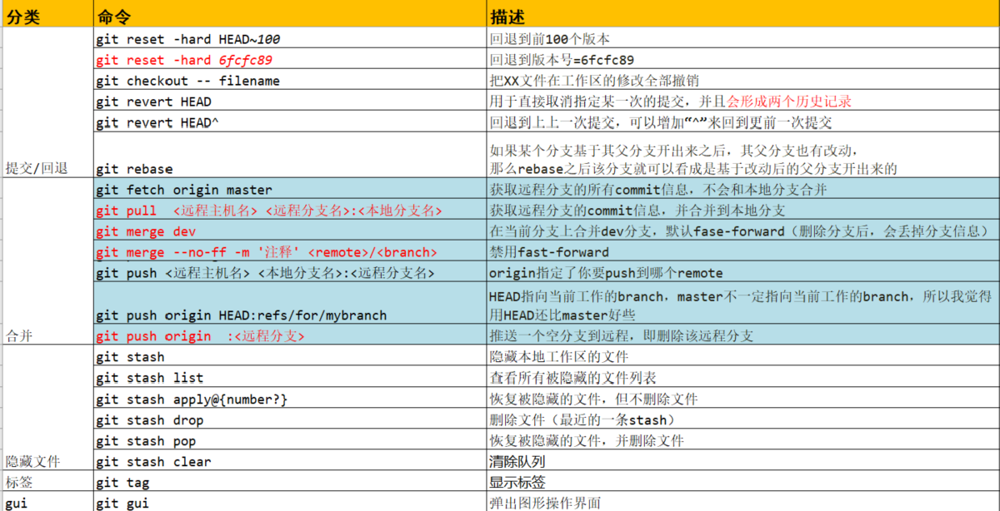 分类 命令 描述
git reset -hard HEAD~100 回退到前100个版本
git reset -hard 6fcfc89 回退到版本号=6fcfc89
git checkout -- filename 把XX文件在工作区的修改全部撤销
git revert HEAD 用于直接取消指定某一次的提交，并且会形成两个历史记录
git revert HEAD^ 回退到上上一次提交，可以增加“^”来回到更前一次提交
如果某个分支基于其父分支开出来之后，其父分支也有改动，
提交/回退 git rebase 那么rebase之后该分支就可以看成是基于改动后的父分支开出来的
git fetch origin master 获取远程分支的所有commit信息，不会和本地分支合并
git pull <远程主机名> <远程分支名>:<本地分支名> 获取远程分支的commit信息，并合并到本地分支
git merge dev 在当前分支上合并dev分支，默认fase-forward（删除分支后，会丢掉分支信息）
git merge --no-ff -m '注释' <remote>/<branch> 禁用fast-forward
git push <远程主机名> <本地分支名>:<远程分支名> origin指定了你要push到哪个remote
HEAD指向当前工作的branch，master不一定指向当前工作的branch，所以我觉得
git push origin HEAD:refs/for/mybranch 用HEAD还比master好些
合并 git push origin :<远程分支> 推送一个空分支到远程，即删除该远程分支
git stash 隐藏本地工作区的文件
git stash list 查看所有被隐藏的文件列表
git stash apply@{number?} 恢复被隐藏的文件，但不删除文件
git stash drop 删除文件（最近的一条stash）
git stash pop 恢复被隐藏的文件，并删除文件
隐藏文件 git stash clear 清除队列
标签 git tag 显示标签
gui git gui 弹出图形操作界面